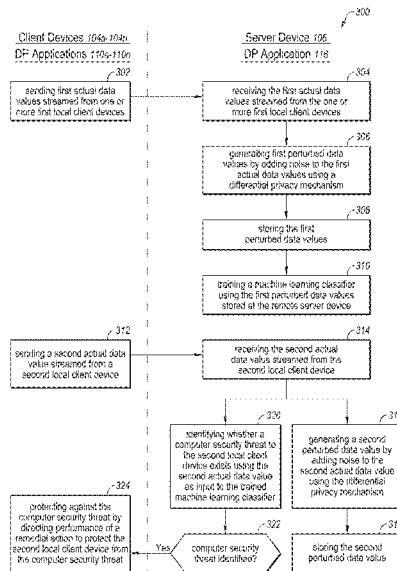 300
Client Devices 104a-104n
DP Applications 110a-110n
Server Device 106
DP Application 116
302
sending first actual data
values streamed from one or
more first local client devices
304
receiving the first actual data
values streamed from the one or
more first local client devices
306
generating first perturbed data
values by adding noise to the first
actual data values using a
differential privacy mechanism
308
storing the first
perturbed data values
310
training a machine learning classifier
using the first perturbed data values
stored at the remote server device
312
sending a second actual data
value streamed from a
second local client device
314
receiving the second actual
data value streamed from the
second local client device
320
identifying whether a
computer security threat to
the second local client
device exists using the
second actual data value
as input to the trained
machine learning classifier
31
generating a second
perturbed data value by
adding noise to the
second actual data value
using the differential
privacy mechanism
324
protecting against the
computer security threat by
directing performance of a
remedial action to protect the
second local client device from
the computer security threat
Yes
322
computer security
threat identified?
31
storing the second
perturbed data value